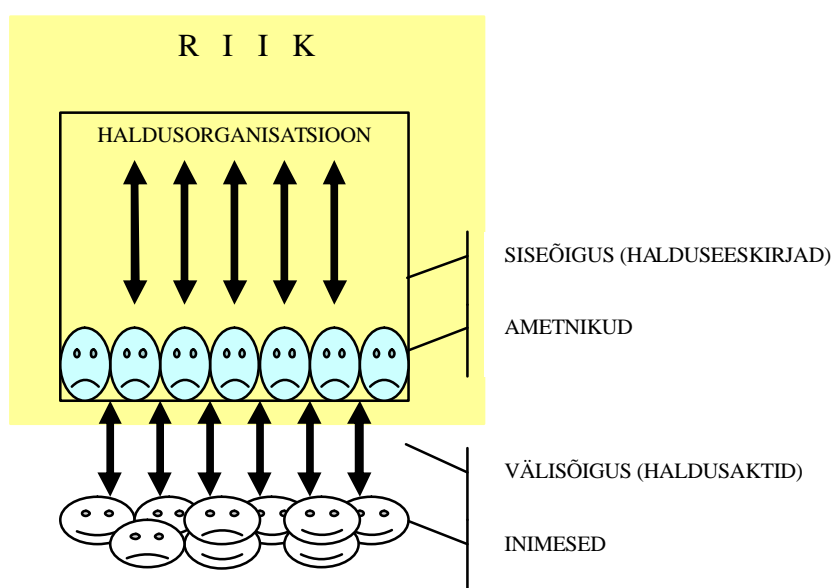 R I I K
HALDUSORGANISATSIOON
SISEÕIGUS (HALDUSEESKIRJAD)
AMETNIKUD
VÄLISÕIGUS (HALDUSAKTID)
INIMESED